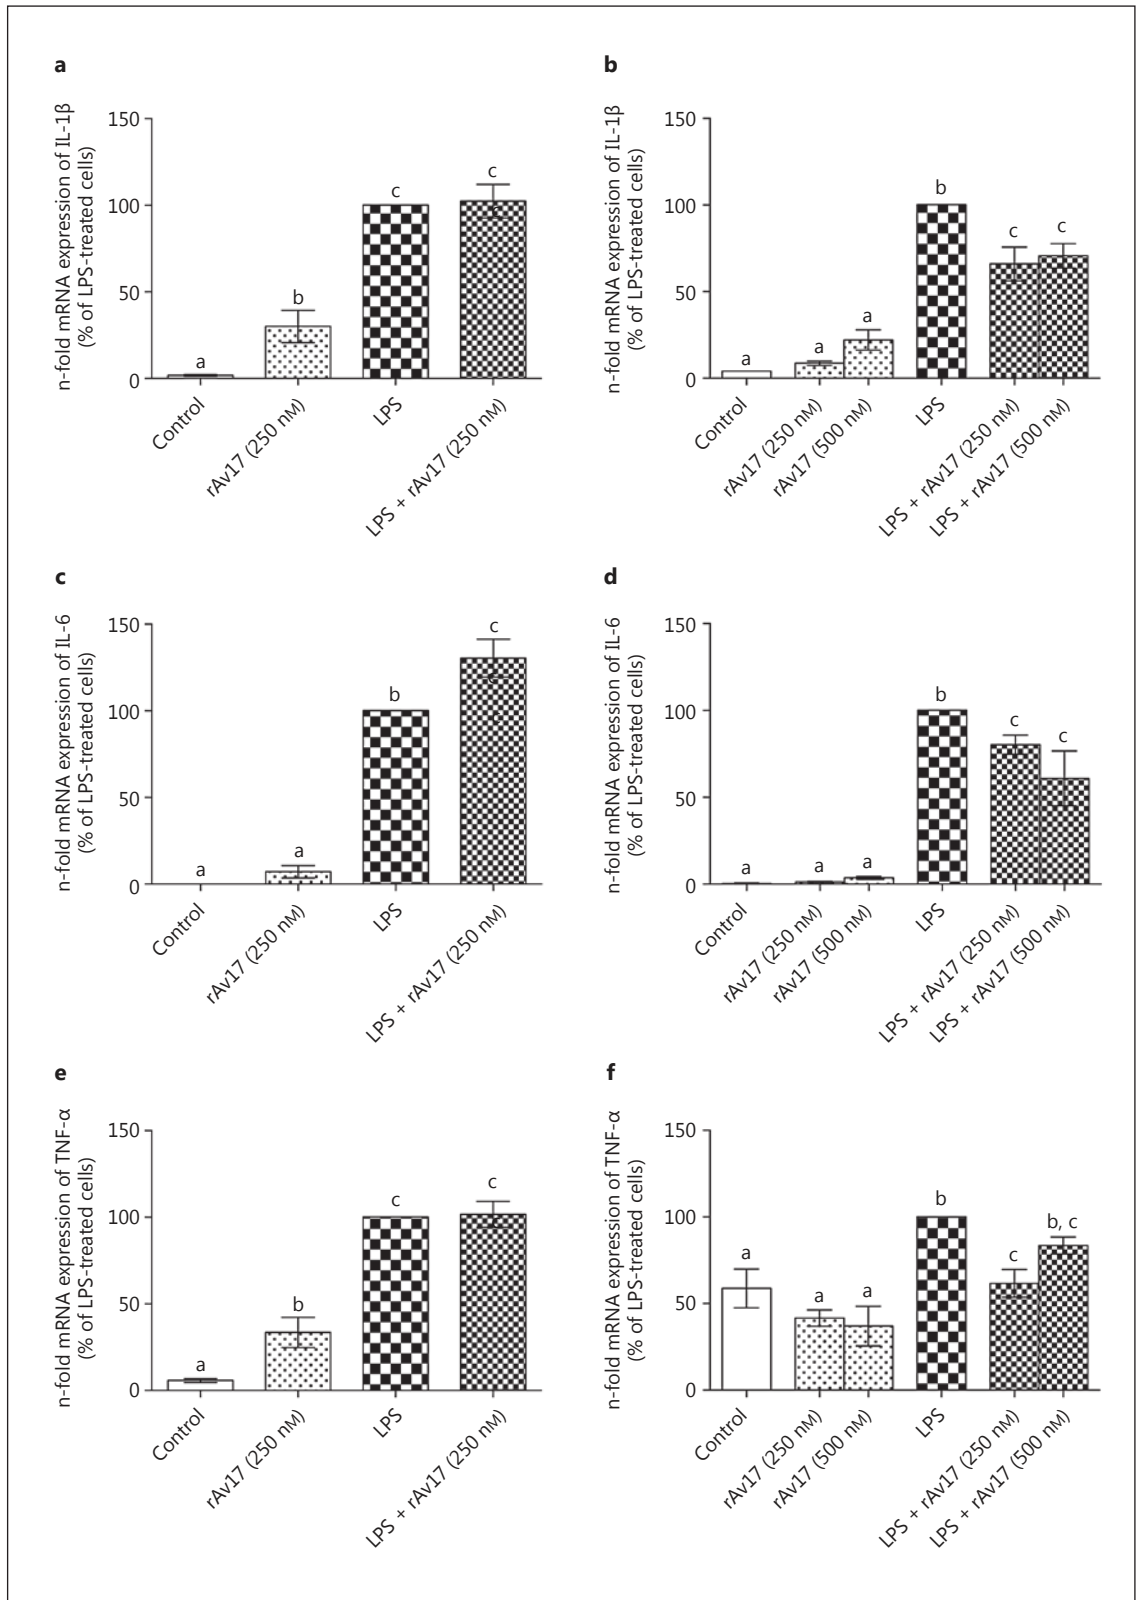 a
n-fold mRNA expression of IL-1β
(% of LPS-treated cells)
150
100
50
0
a
b
c
c
Control
rAv17 (250 nM)
LPS
LPS + rAv17 (250 nM)
b
n-fold mRNA expression of IL-1β
(% of LPS-treated cells)
150
100
50
0
a
a
a
b
c
c
Control
rAv17 (250 nM)
rAv17 (500 nM)
LPS
LPS + rAv17 (250 nM)
LPS + rAv17 (500 nM)
c
n-fold mRNA expression of IL-6
(% of LPS-treated cells)
150
100
50
0
a
a
b
c
Control
rAv17 (250 nM)
LPS
LPS + rAv17 (250 nM)
d
n-fold mRNA expression of IL-6
(% of LPS-treated cells)
150
100
50
0
a
a
a
b
c
c
Control
rAv17 (250 nM)
rAv17 (500 nM)
LPS
LPS + rAv17 (250 nM)
LPS + rAv17 (500 nM)
e
n-fold mRNA expression of TNF-α
(% of LPS-treated cells)
150
100
50
0
a
b
c
c
Control
rAv17 (250 nM)
LPS
LPS + rAv17 (250 nM)
f
n-fold mRNA expression of TNF-α
(% of LPS-treated cells)
150
100
50
0
a
a
a
b
c
b, c
Control
rAv17 (250 nM)
rAv17 (500 nM)
LPS
LPS + rAv17 (250 nM)
LPS + rAv17 (500 nM)